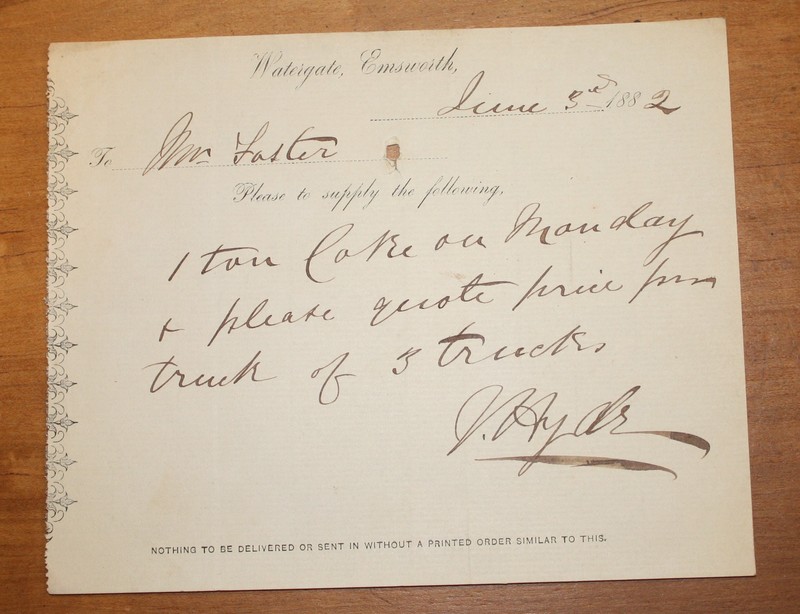 Watergate, Emsworth,
June 3rd 1882
To Mr Foster
Please to supply the following,
1 ton Coke on Monday
& please quote price per
truck of 3 trucks
J. Hyde
NOTHING TO BE DELIVERED OR SENT IN WITHOUT A PRINTED ORDER SIMILAR TO THIS.